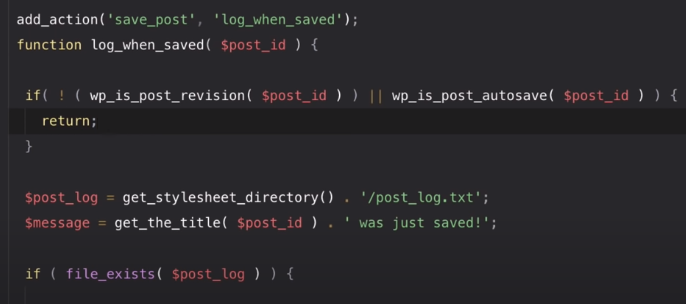 add_action('save_post', 'log_when_saved');
function log_when_saved( $post_id ) {
if( ! ( wp_is_post_revision( $post_id ) ) || wp_is_post_autosave( $post_id ) ) {
return;
}
$post_log = get_stylesheet_directory() . '/post_log.txt';
$message = get_the_title( $post_id ) . ' was just saved!';
if ( file_exists( $post_log ) ) {